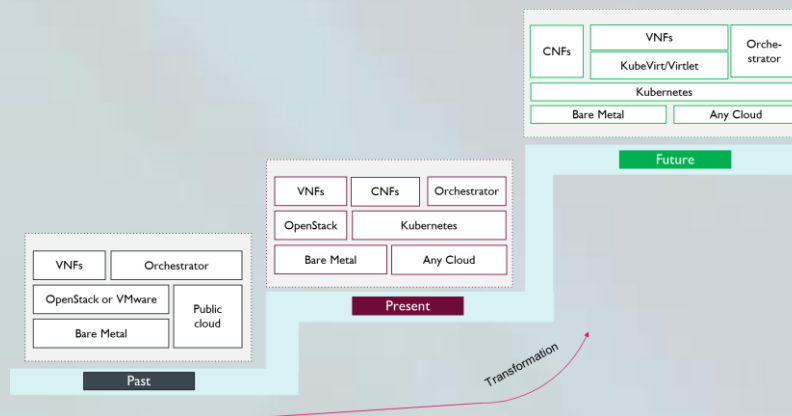 CNFs
VNFs
KubeVirt/Virtlet
Orche-
strator
Kubernetes
Bare Metal
Any Cloud
Future
VNFs
CNFs
Orchestrator
OpenStack
Kubernetes
Bare Metal
Any Cloud
Present
VNFs
Orchestrator
OpenStack or VMware
Public
cloud
Bare Metal
Past
Transformation